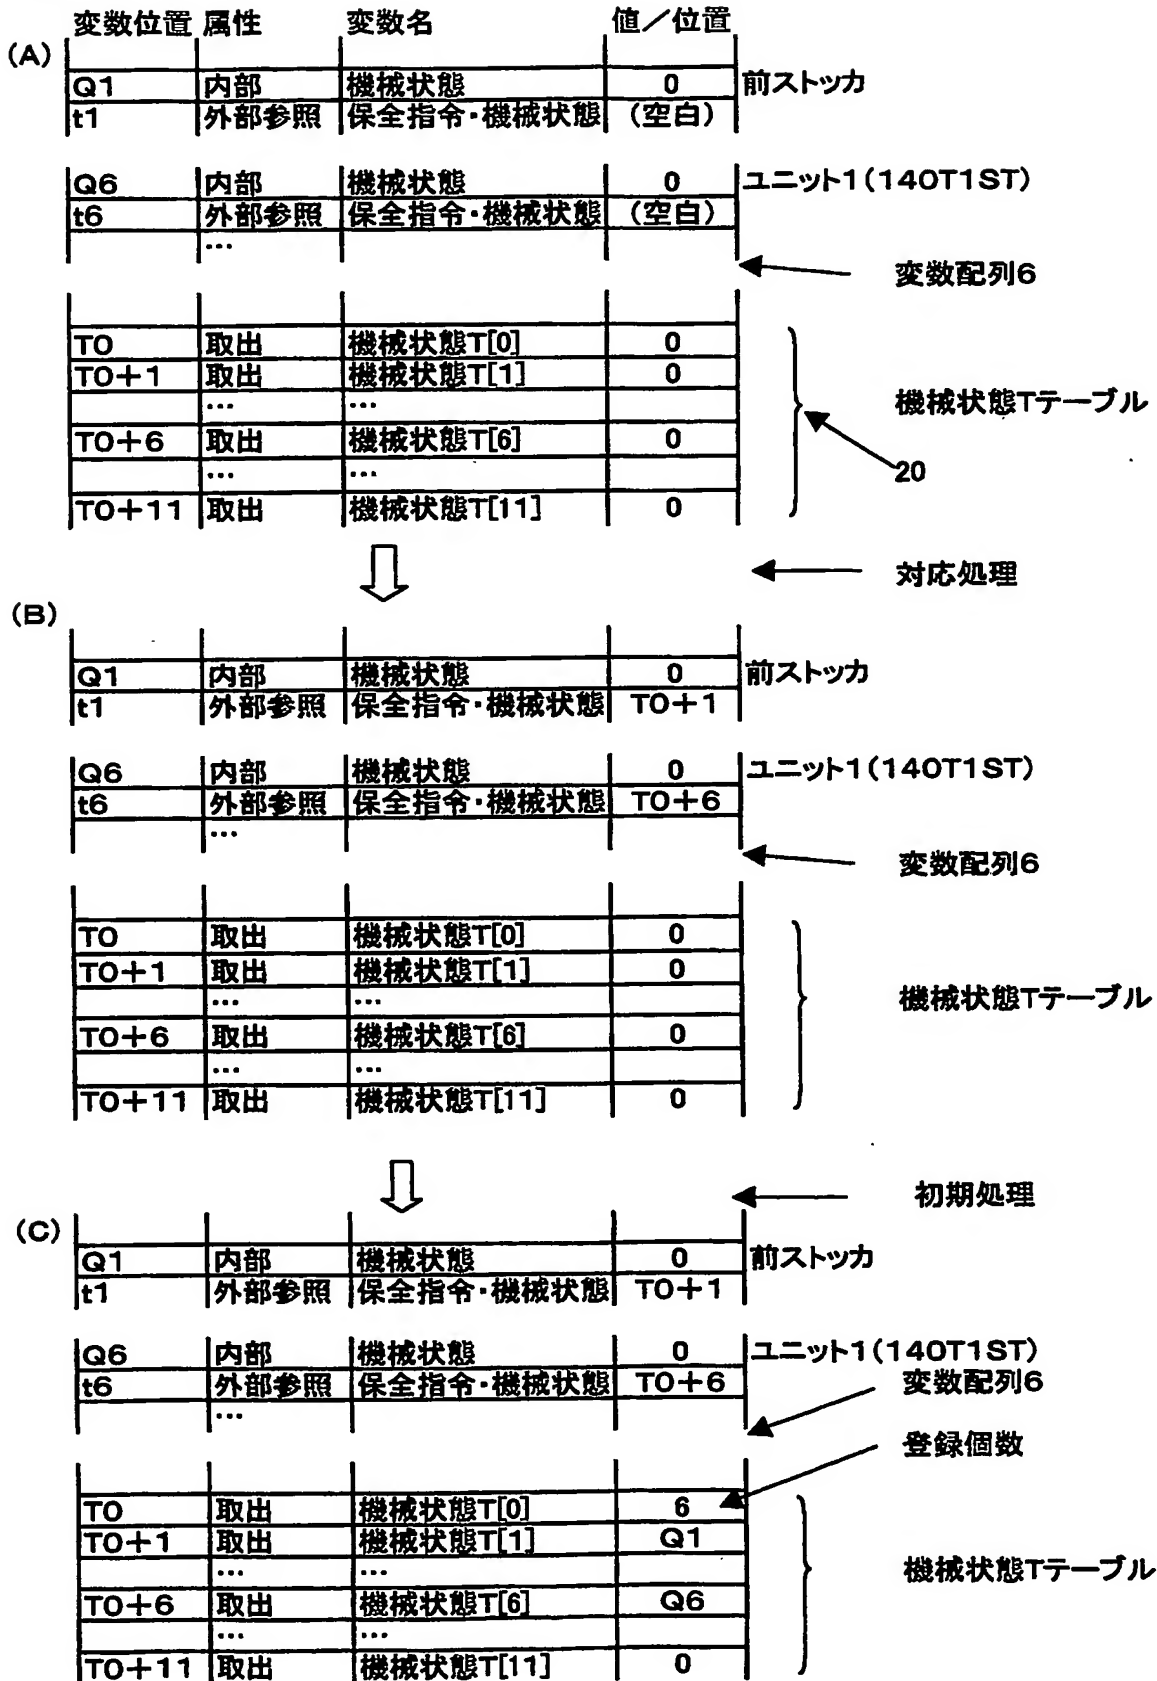 変数位置 属性 変数名 値／位置
(A)
Q1 内部 機械状態 0 前ストッカ
t1 外部参照 保全指令・機械状態 (空白)
Q6 内部 機械状態 0 ユニット1(140T1ST)
t6 外部参照 保全指令・機械状態 (空白)
…
変数配列6
T0 取出 機械状態T[0] 0
T0+1 取出 機械状態T[1] 0
… …
機械状態Tテーブル
T0+6 取出 機械状態T[6] 0
… …
20
T0+11 取出 機械状態T[11] 0
対応処理
(B)
Q1 内部 機械状態 0 前ストッカ
t1 外部参照 保全指令・機械状態 T0+1
Q6 内部 機械状態 0 ユニット1(140T1ST)
t6 外部参照 保全指令・機械状態 T0+6
…
変数配列6
T0 取出 機械状態T[0] 0
T0+1 取出 機械状態T[1] 0
… …
機械状態Tテーブル
T0+6 取出 機械状態T[6] 0
… …
T0+11 取出 機械状態T[11] 0
初期処理
(C)
Q1 内部 機械状態 0 前ストッカ
t1 外部参照 保全指令・機械状態 T0+1
Q6 内部 機械状態 0 ユニット1(140T1ST)
t6 外部参照 保全指令・機械状態 T0+6 変数配列6
…
登録個数
T0 取出 機械状態T[0] 6
T0+1 取出 機械状態T[1] Q1
… …
機械状態Tテーブル
T0+6 取出 機械状態T[6] Q6
… …
T0+11 取出 機械状態T[11] 0